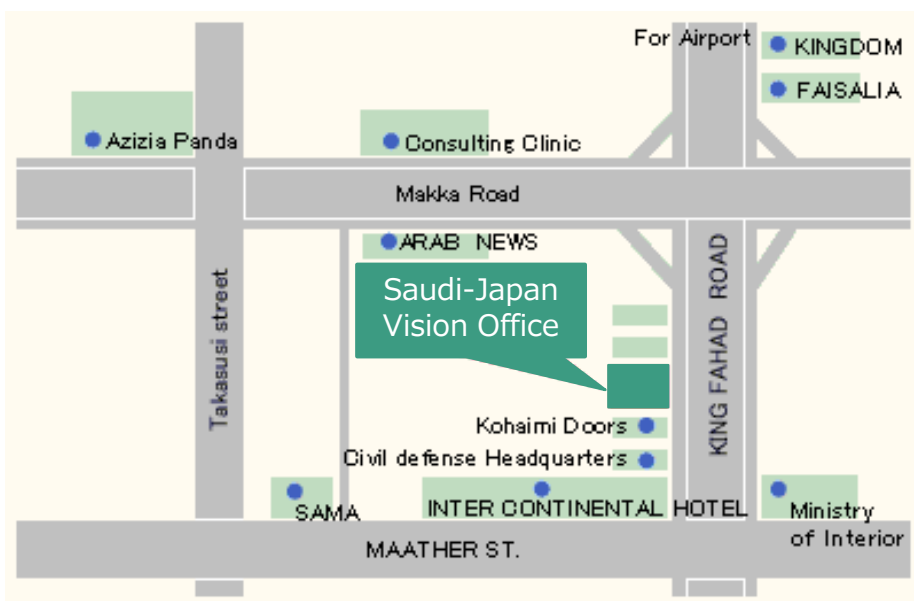 For Airport
KINGDOM
FAISALIA
Azizia Panda
Consulting Clinic
Makka Road
ARAB NEWS
Saudi-Japan
Vision Office
Takasusi street
KING FAHAD ROAD
Kohaimi Doors
Civil defense Headquarters
SAMA
INTER CONTINENTAL HOTEL
Ministry
of Interior
MAATHER ST.